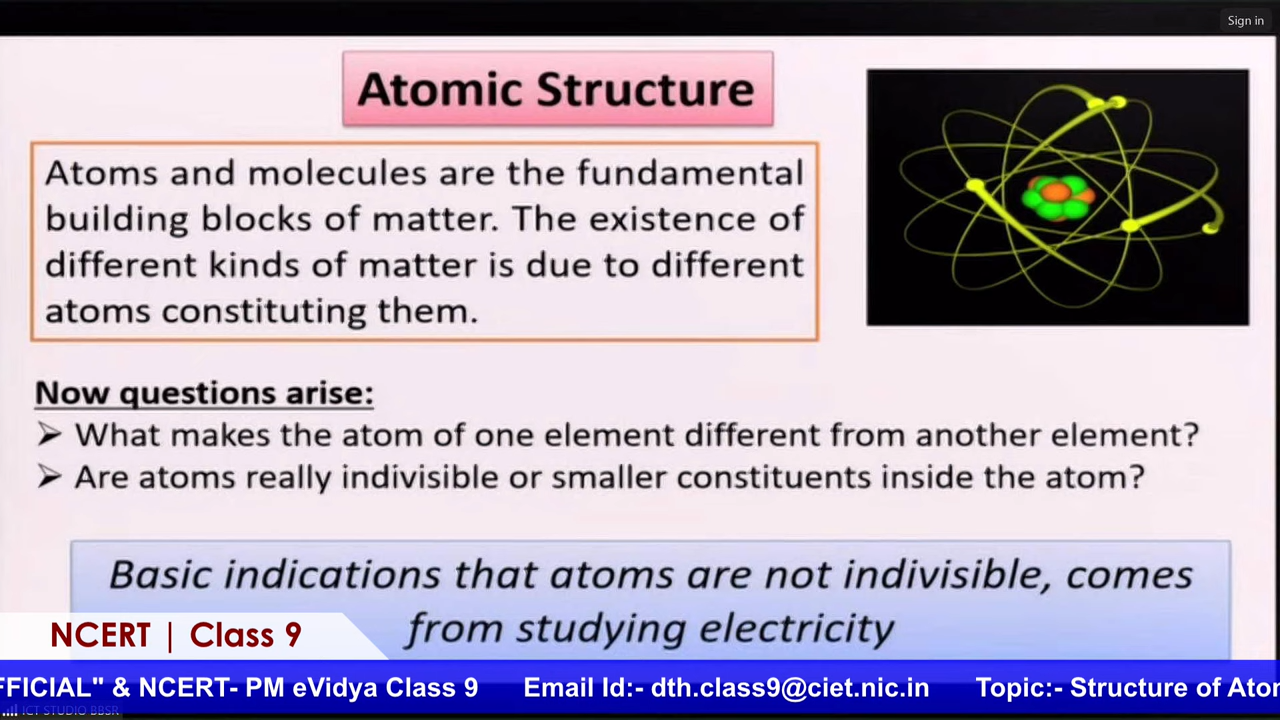 Sign in
Atomic Structure
Atoms and molecules are the fundamental
building blocks of matter. The existence of
different kinds of matter is due to different
atoms constituting them.
Now questions arise:
➢ What makes the atom of one element different from another element?
➢ Are atoms really indivisible or smaller constituents inside the atom?
Basic indications that atoms are not indivisible, comes
from studying electricity
NCERT | Class 9
FFICIAL" & NCERT- PM eVidya Class 9 Email Id:- dth.class9@ciet.nic.in Topic:- Structure of Ator
ICT STUDIO BBSR